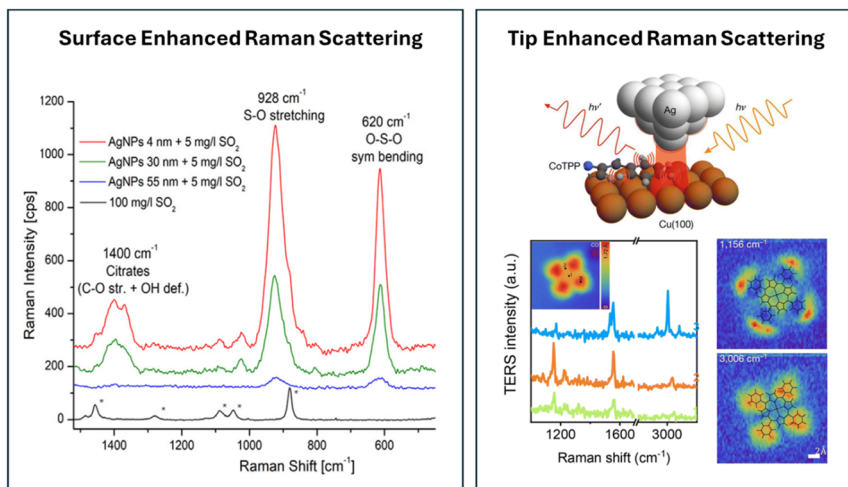 Surface Enhanced Raman Scattering
1200
1000
800
600
400
200
0
Raman Intensity [cps]
AgNPs 4 nm + 5 mg/l SO₂
AgNPs 30 nm + 5 mg/l SO₂
AgNPs 55 nm + 5 mg/l SO₂
100 mg/l SO₂
928 cm⁻¹
S-O stretching
620 cm⁻¹
O-S-O
sym bending
1400 cm⁻¹
Citrates
(C-O str. + OH def.)
* * * * *
1400 1200 1000 800 600
Raman Shift [cm⁻¹]
Tip Enhanced Raman Scattering
hν'
Ag
hν
CoTPP
Cu(100)
TERS intensity (a.u.)
1200 1600 3000
Raman shift (cm⁻¹)
1,156 cm⁻¹
3,006 cm⁻¹
2Å